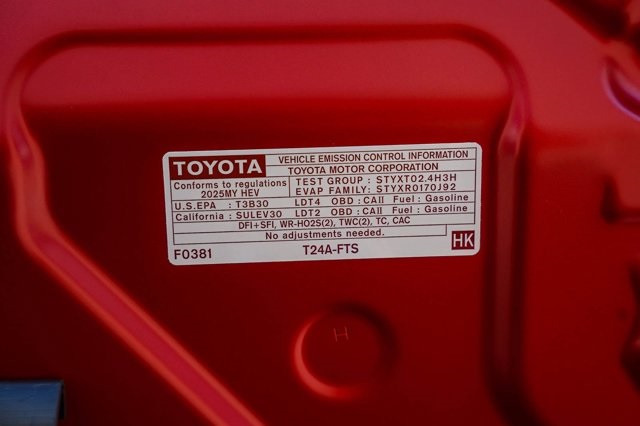 TOYOTA VEHICLE EMISSION CONTROL INFORMATION
TOYOTA MOTOR CORPORATION
Conforms to regulations TEST GROUP : STYXT02.4H3H
2025MY HEV EVAP FAMILY: STYXR0170J92
U.S.EPA : T3B30 LDT4 OBD : CAII Fuel : Gasoline
California : SULEV30 LDT2 OBD : CAII Fuel : Gasoline
DFI+SFI, WR-HO2S(2), TWC(2), TC, CAC
No adjustments needed.
F0381 T24A-FTS HK
H